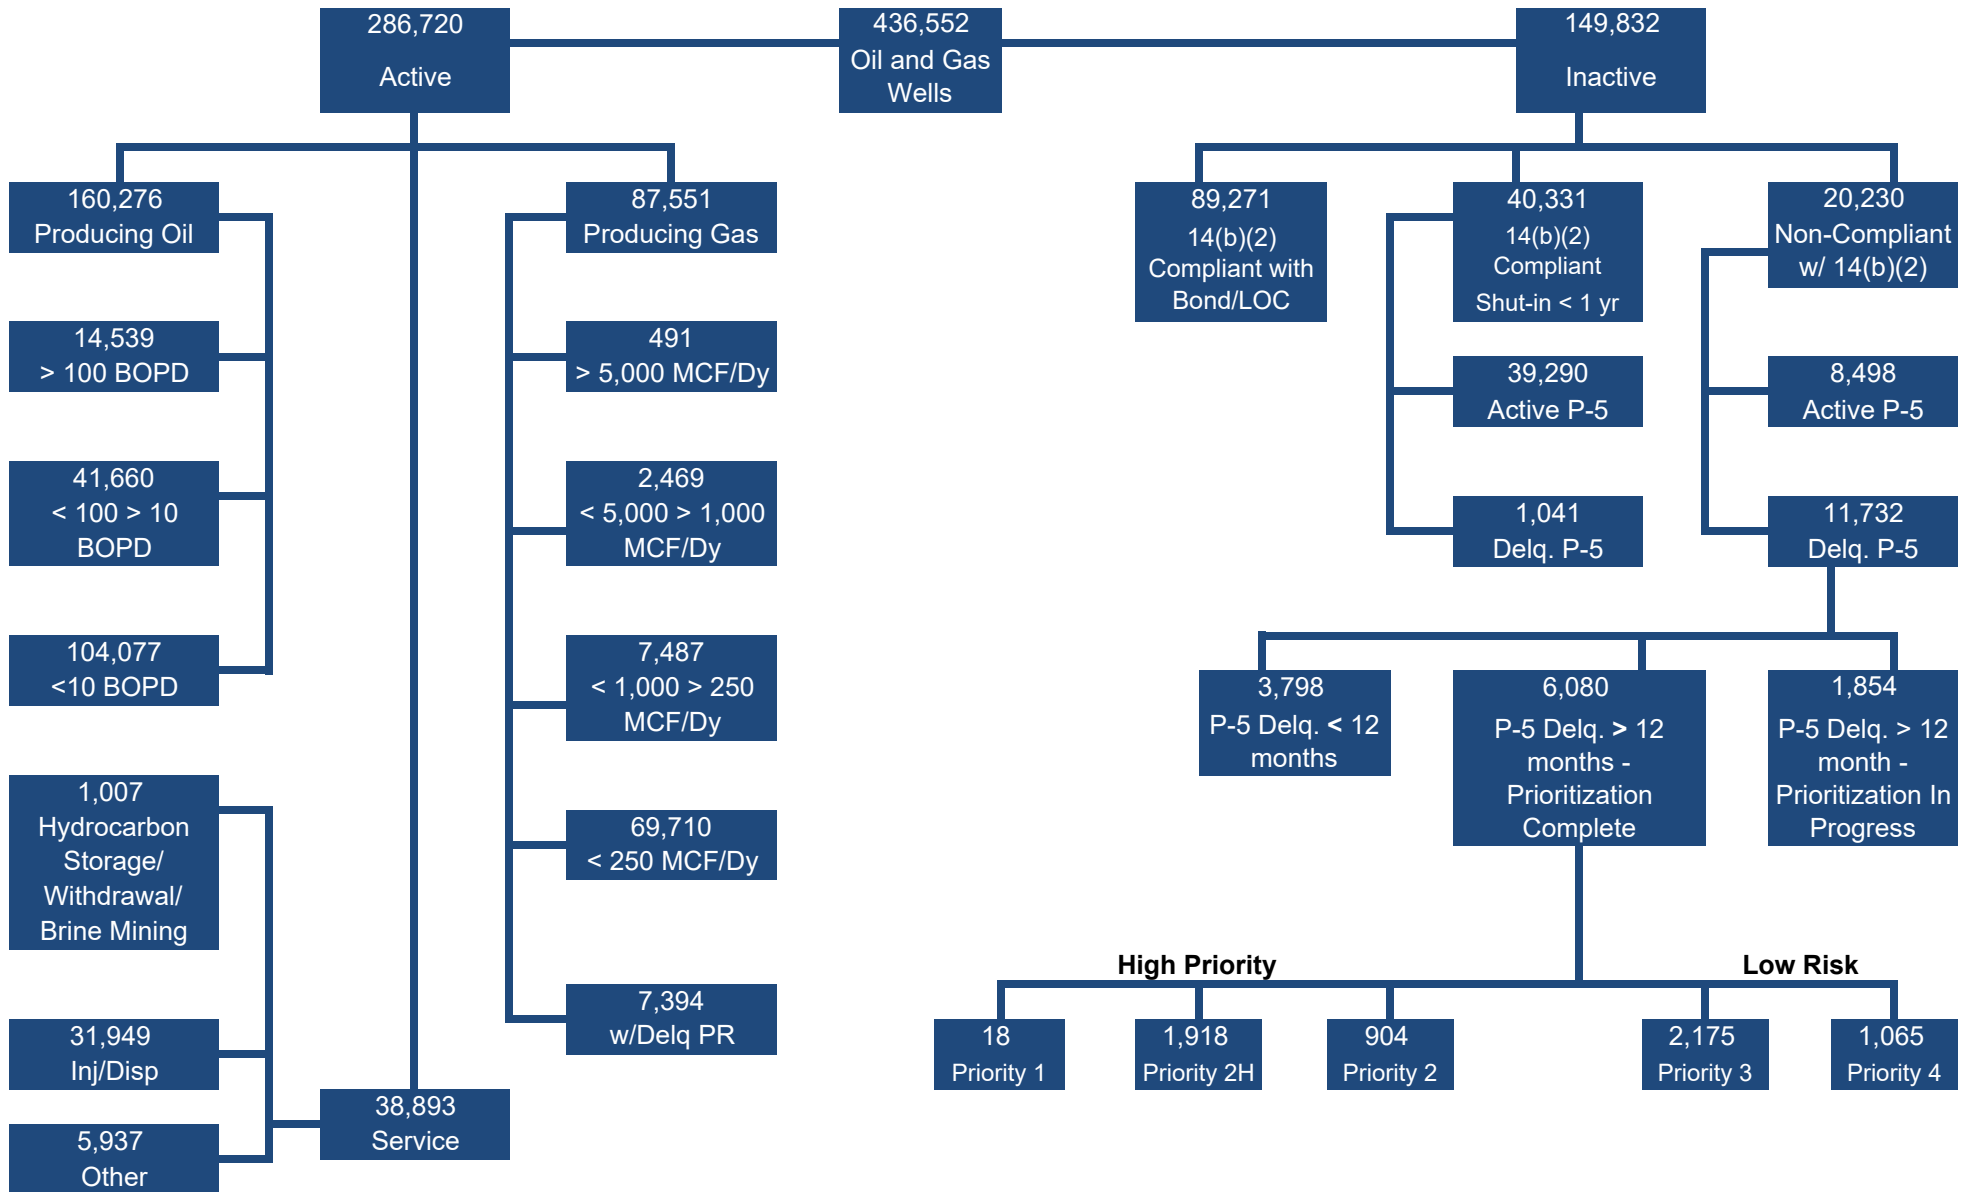 286,720
Active
436,552
Oil and Gas
Wells
149,832
Inactive
160,276
Producing Oil
14,539
> 100 BOPD
41,660
< 100 > 10
BOPD
104,077
<10 BOPD
87,551
Producing Gas
491
> 5,000 MCF/Dy
2,469
< 5,000 > 1,000
MCF/Dy
7,487
< 1,000 > 250
MCF/Dy
69,710
< 250 MCF/Dy
7,394
w/Delq PR
1,007
Hydrocarbon
Storage/
Withdrawal/
Brine Mining
31,949
Inj/Disp
5,937
Other
38,893
Service
89,271
14(b)(2)
Compliant with
Bond/LOC
40,331
14(b)(2)
Compliant
Shut-in < 1 yr
39,290
Active P-5
1,041
Delq. P-5
20,230
Non-Compliant
w/ 14(b)(2)
8,498
Active P-5
11,732
Delq. P-5
3,798
P-5 Delq. < 12
months
6,080
P-5 Delq. > 12
months -
Prioritization
Complete
1,854
P-5 Delq. > 12
month -
Prioritization In
Progress
High Priority
Low Risk
18
Priority 1
1,918
Priority 2H
904
Priority 2
2,175
Priority 3
1,065
Priority 4